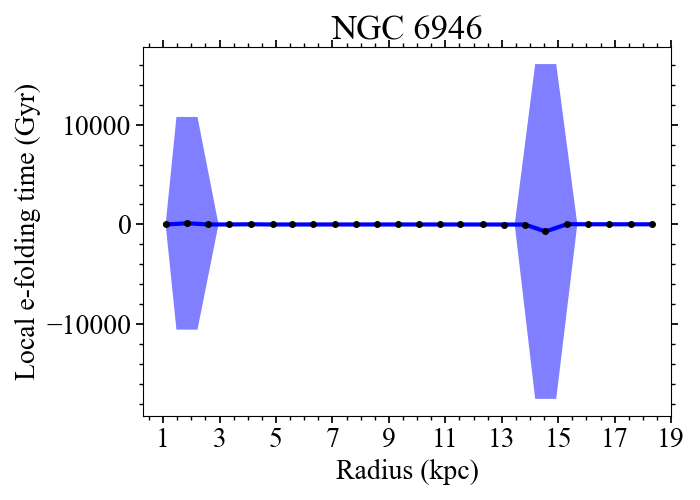 NGC 6946
Local e-folding time (Gyr)
10000
0
−10000
1 3 5 7 9 11 13 15 17 19
Radius (kpc)